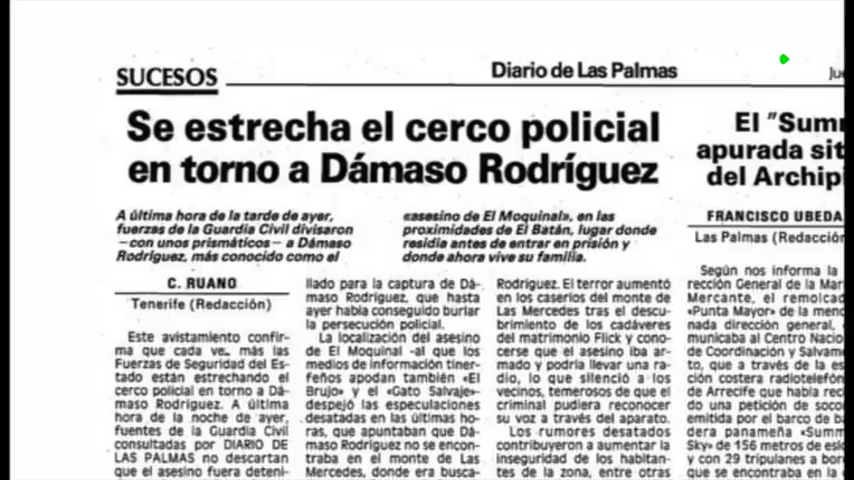 SUCESOS
Diario de Las Palmas
Se estrecha el cerco policial
en torno a Dámaso Rodríguez
A última hora de la tarde de ayer,
fuerzas de la Guardia Civil divisaron
—con unos prismáticos— a Dámaso
Rodríguez, más conocido como el
«asesino de El Moquinal», en las
proximidades de El Batán, lugar donde
residía antes de entrar en prisión y
donde ahora vive su familia.
C. RUANO
Tenerife (Redacción)
Este avistamiento confir-
ma que cada vez más las
Fuerzas de Seguridad del Es-
tado están estrechando el
cerco policial en torno a Dá-
maso Rodríguez. A última
hora de la noche de ayer,
fuentes de la Guardia Civil
consultadas por DIARIO DE
LAS PALMAS no descartan
que el asesino fuera deteni-
llado para la captura de Dá-
maso Rodríguez, que hasta
ayer había conseguido burlar
la persecución policial.
La localización del asesino
de El Moquinal -al que los
medios de información tiner-
feños apodan también «El
Brujo» y el «Gato Salvaje»-
despejó las especulaciones
desatadas en las últimas ho-
ras, que apuntaban que Dá-
maso Rodríguez no se encon-
traba en el monte de Las
Mercedes, donde era busca-
Rodríguez. El terror aumentó
en los caseríos del monte de
Las Mercedes tras el descu-
brimiento de los cadáveres
del matrimonio Flick y cono-
cerse que el asesino iba ar-
mado y podría llevar una ra-
dio, lo que silenció a los
vecinos, temerosos de que el
criminal pudiera reconocer
su voz a través del aparato.
Los rumores desatados
contribuyeron a aumentar la
inseguridad de los habitan-
tes de la zona, entre otras
El "Sum
apurada sit
del Archipi
FRANCISCO UBEDA
Las Palmas (Redacción
Según nos informa la
rección General de la Mar
Mercante, el remolcad
«Punta Mayor» de la menc
nada dirección general,
municaba al Centro Nacio
de Coordinación y Salvame
to, que a través de la es
ción costera radiotelefón
de Arrecife que había reci
do una petición de soco
emitida por el barco de ba
dera panameña «Summ
Sky» de 156 metros de eslo
y con 29 tripulantes a bor
que se encontraba en la